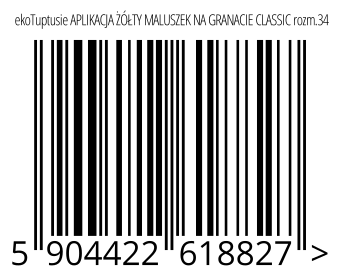 ekoTuptusie APLIKACJA ŻÓŁTY MALUSZEK NA GRANACIE CLASSIC rozm.34
5 904422 618827 >